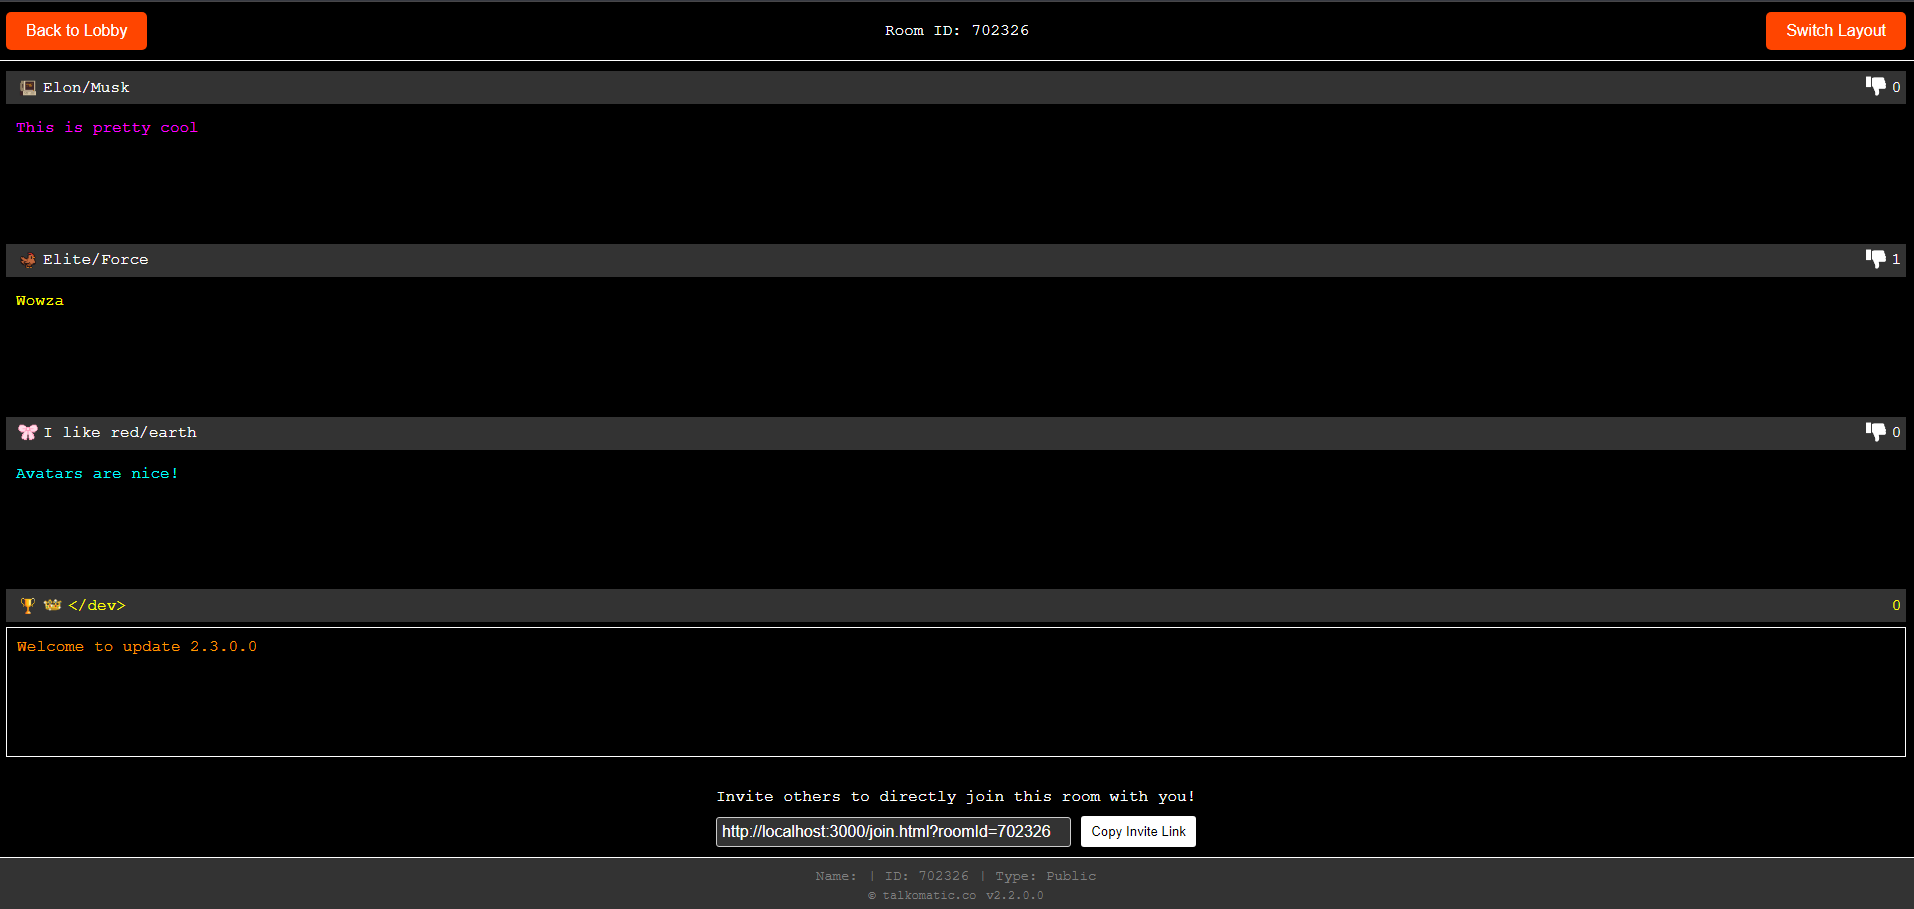 Back to Lobby
Room ID: 702326
Switch Layout
Elon/Musk
0
This is pretty cool
Elite/Force
1
Wowza
I like red/earth
0
Avatars are nice!
</dev>
0
Welcome to update 2.3.0.0
Invite others to directly join this room with you!
http://localhost:3000/join.html?roomId=702326
Copy Invite Link
Name: | ID: 702326 | Type: Public
© talkomatic.co v2.2.0.0